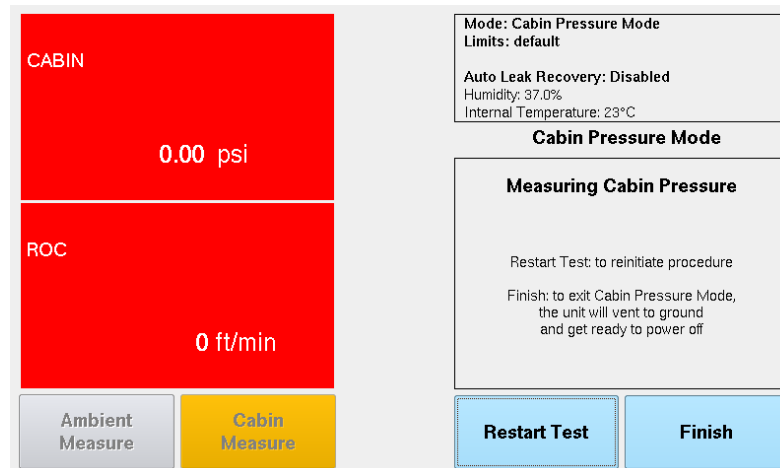 CABIN
0.00 psi
ROC
0 ft/min
Ambient
Measure
Cabin
Measure
Mode: Cabin Pressure Mode
Limits: default
Auto Leak Recovery: Disabled
Humidity: 37.0%
Internal Temperature: 23°C
Cabin Pressure Mode
Measuring Cabin Pressure
Restart Test: to reinitiate procedure
Finish: to exit Cabin Pressure Mode,
the unit will vent to ground
and get ready to power off
Restart Test
Finish